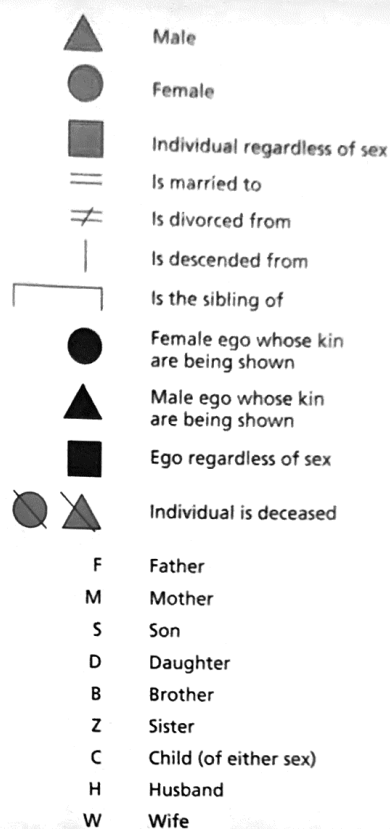 Male
Female
Individual regardless of sex
Is married to
Is divorced from
Is descended from
Is the sibling of
Female ego whose kin
are being shown
Male ego whose kin
are being shown
Ego regardless of sex
Individual is deceased
F Father
M Mother
S Son
D Daughter
B Brother
Z Sister
C Child (of either sex)
H Husband
W Wife